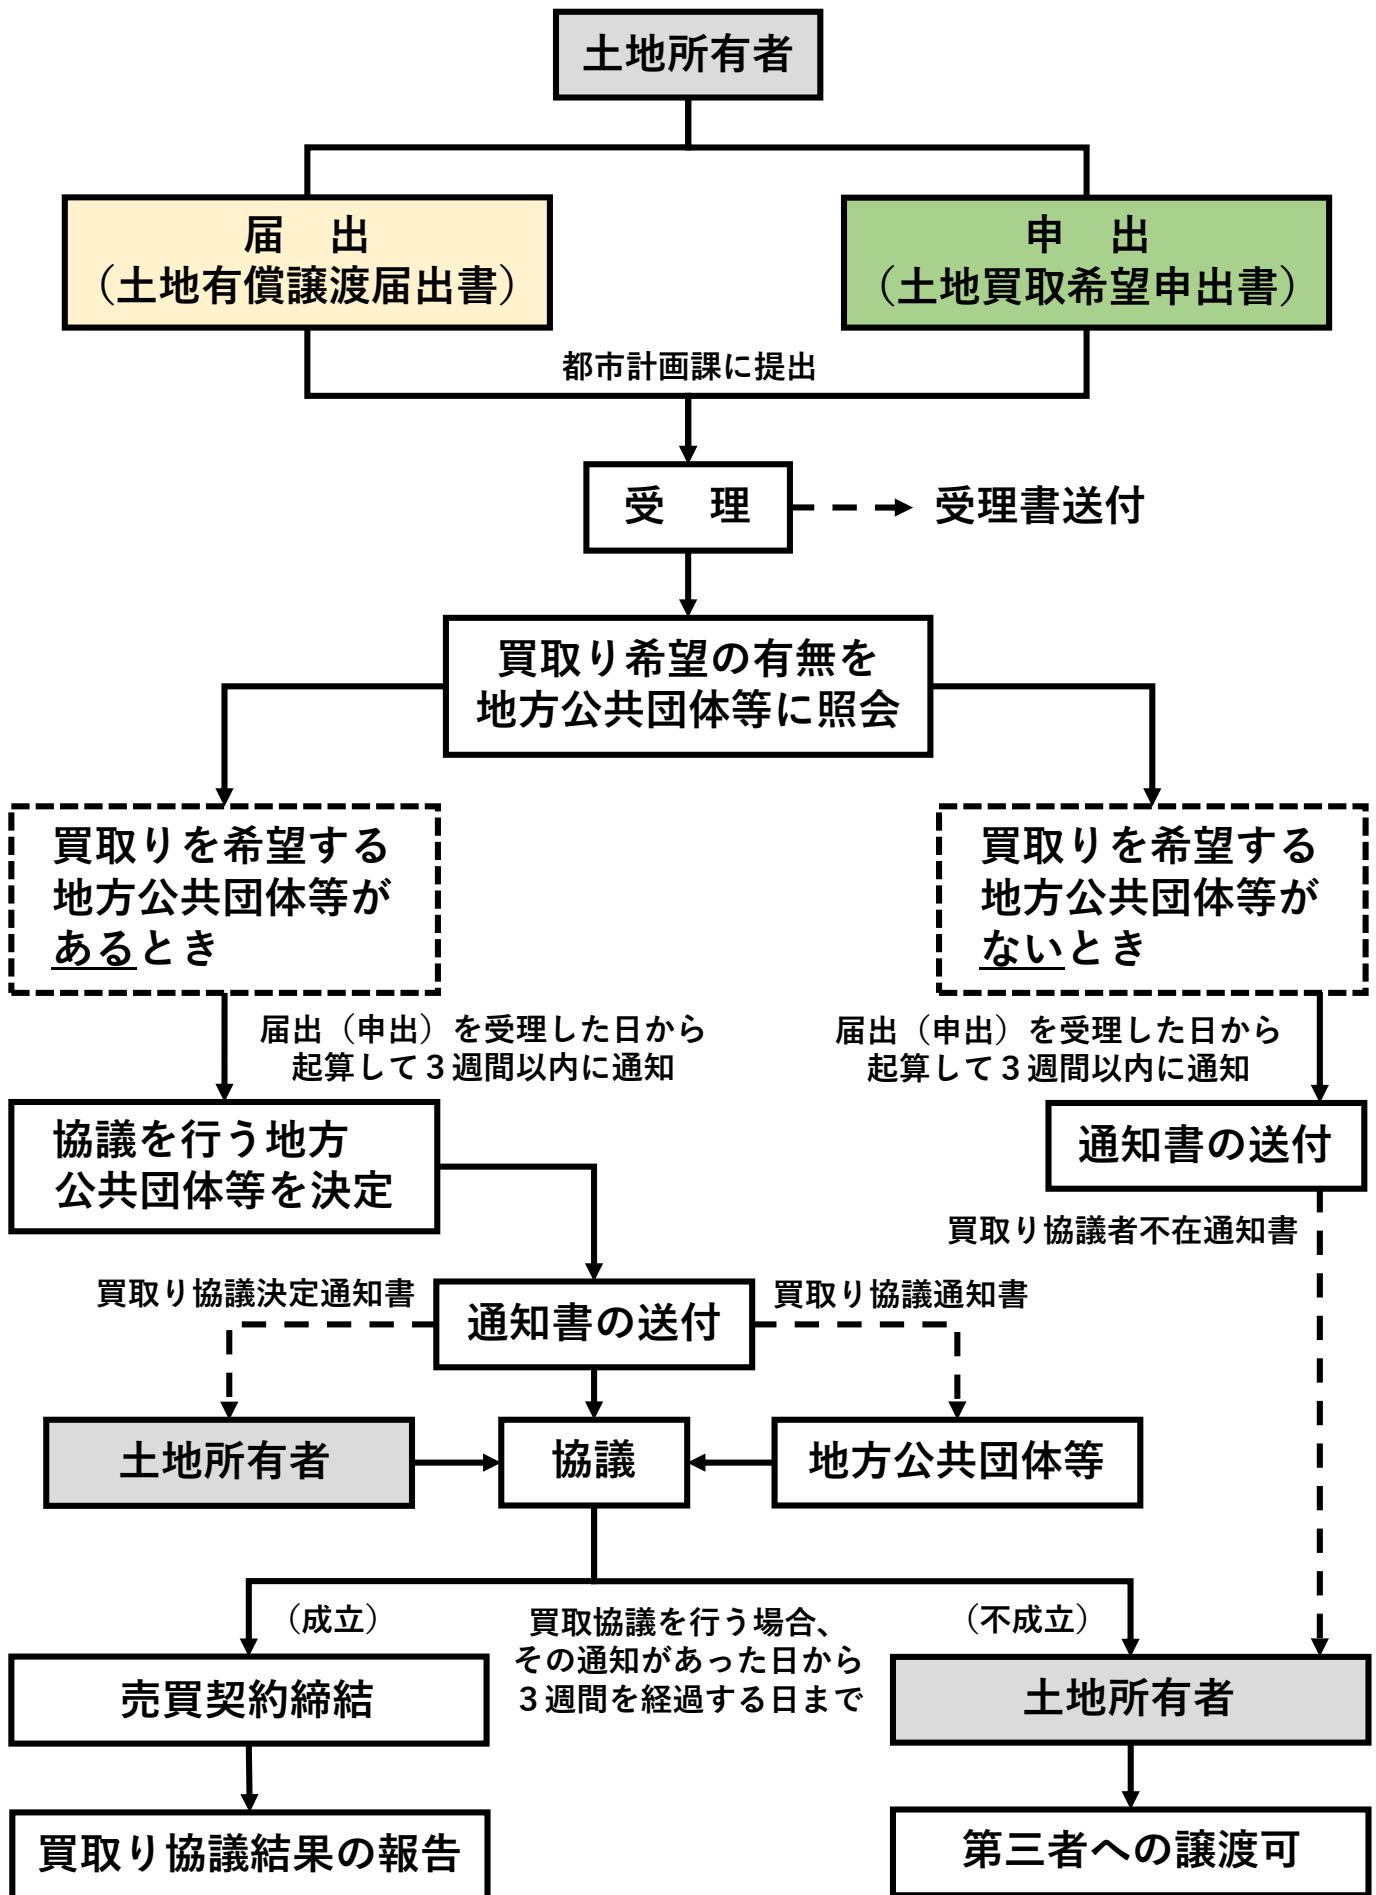 土地所有者
届　出
（土地有償譲渡届出書）
申　出
（土地買取希望申出書）
都市計画課に提出
受　理
受理書送付
買取り希望の有無を
地方公共団体等に照会
買取りを希望する
地方公共団体等が
あるとき
買取りを希望する
地方公共団体等が
ないとき
届出（申出）を受理した日から
起算して３週間以内に通知
届出（申出）を受理した日から
起算して３週間以内に通知
協議を行う地方
公共団体等を決定
通知書の送付
買取り協議者不在通知書
買取り協議決定通知書
通知書の送付
買取り協議通知書
土地所有者
協議
地方公共団体等
（成立）
買取協議を行う場合、
その通知があった日から
３週間を経過する日まで
（不成立）
売買契約締結
土地所有者
買取り協議結果の報告
第三者への譲渡可